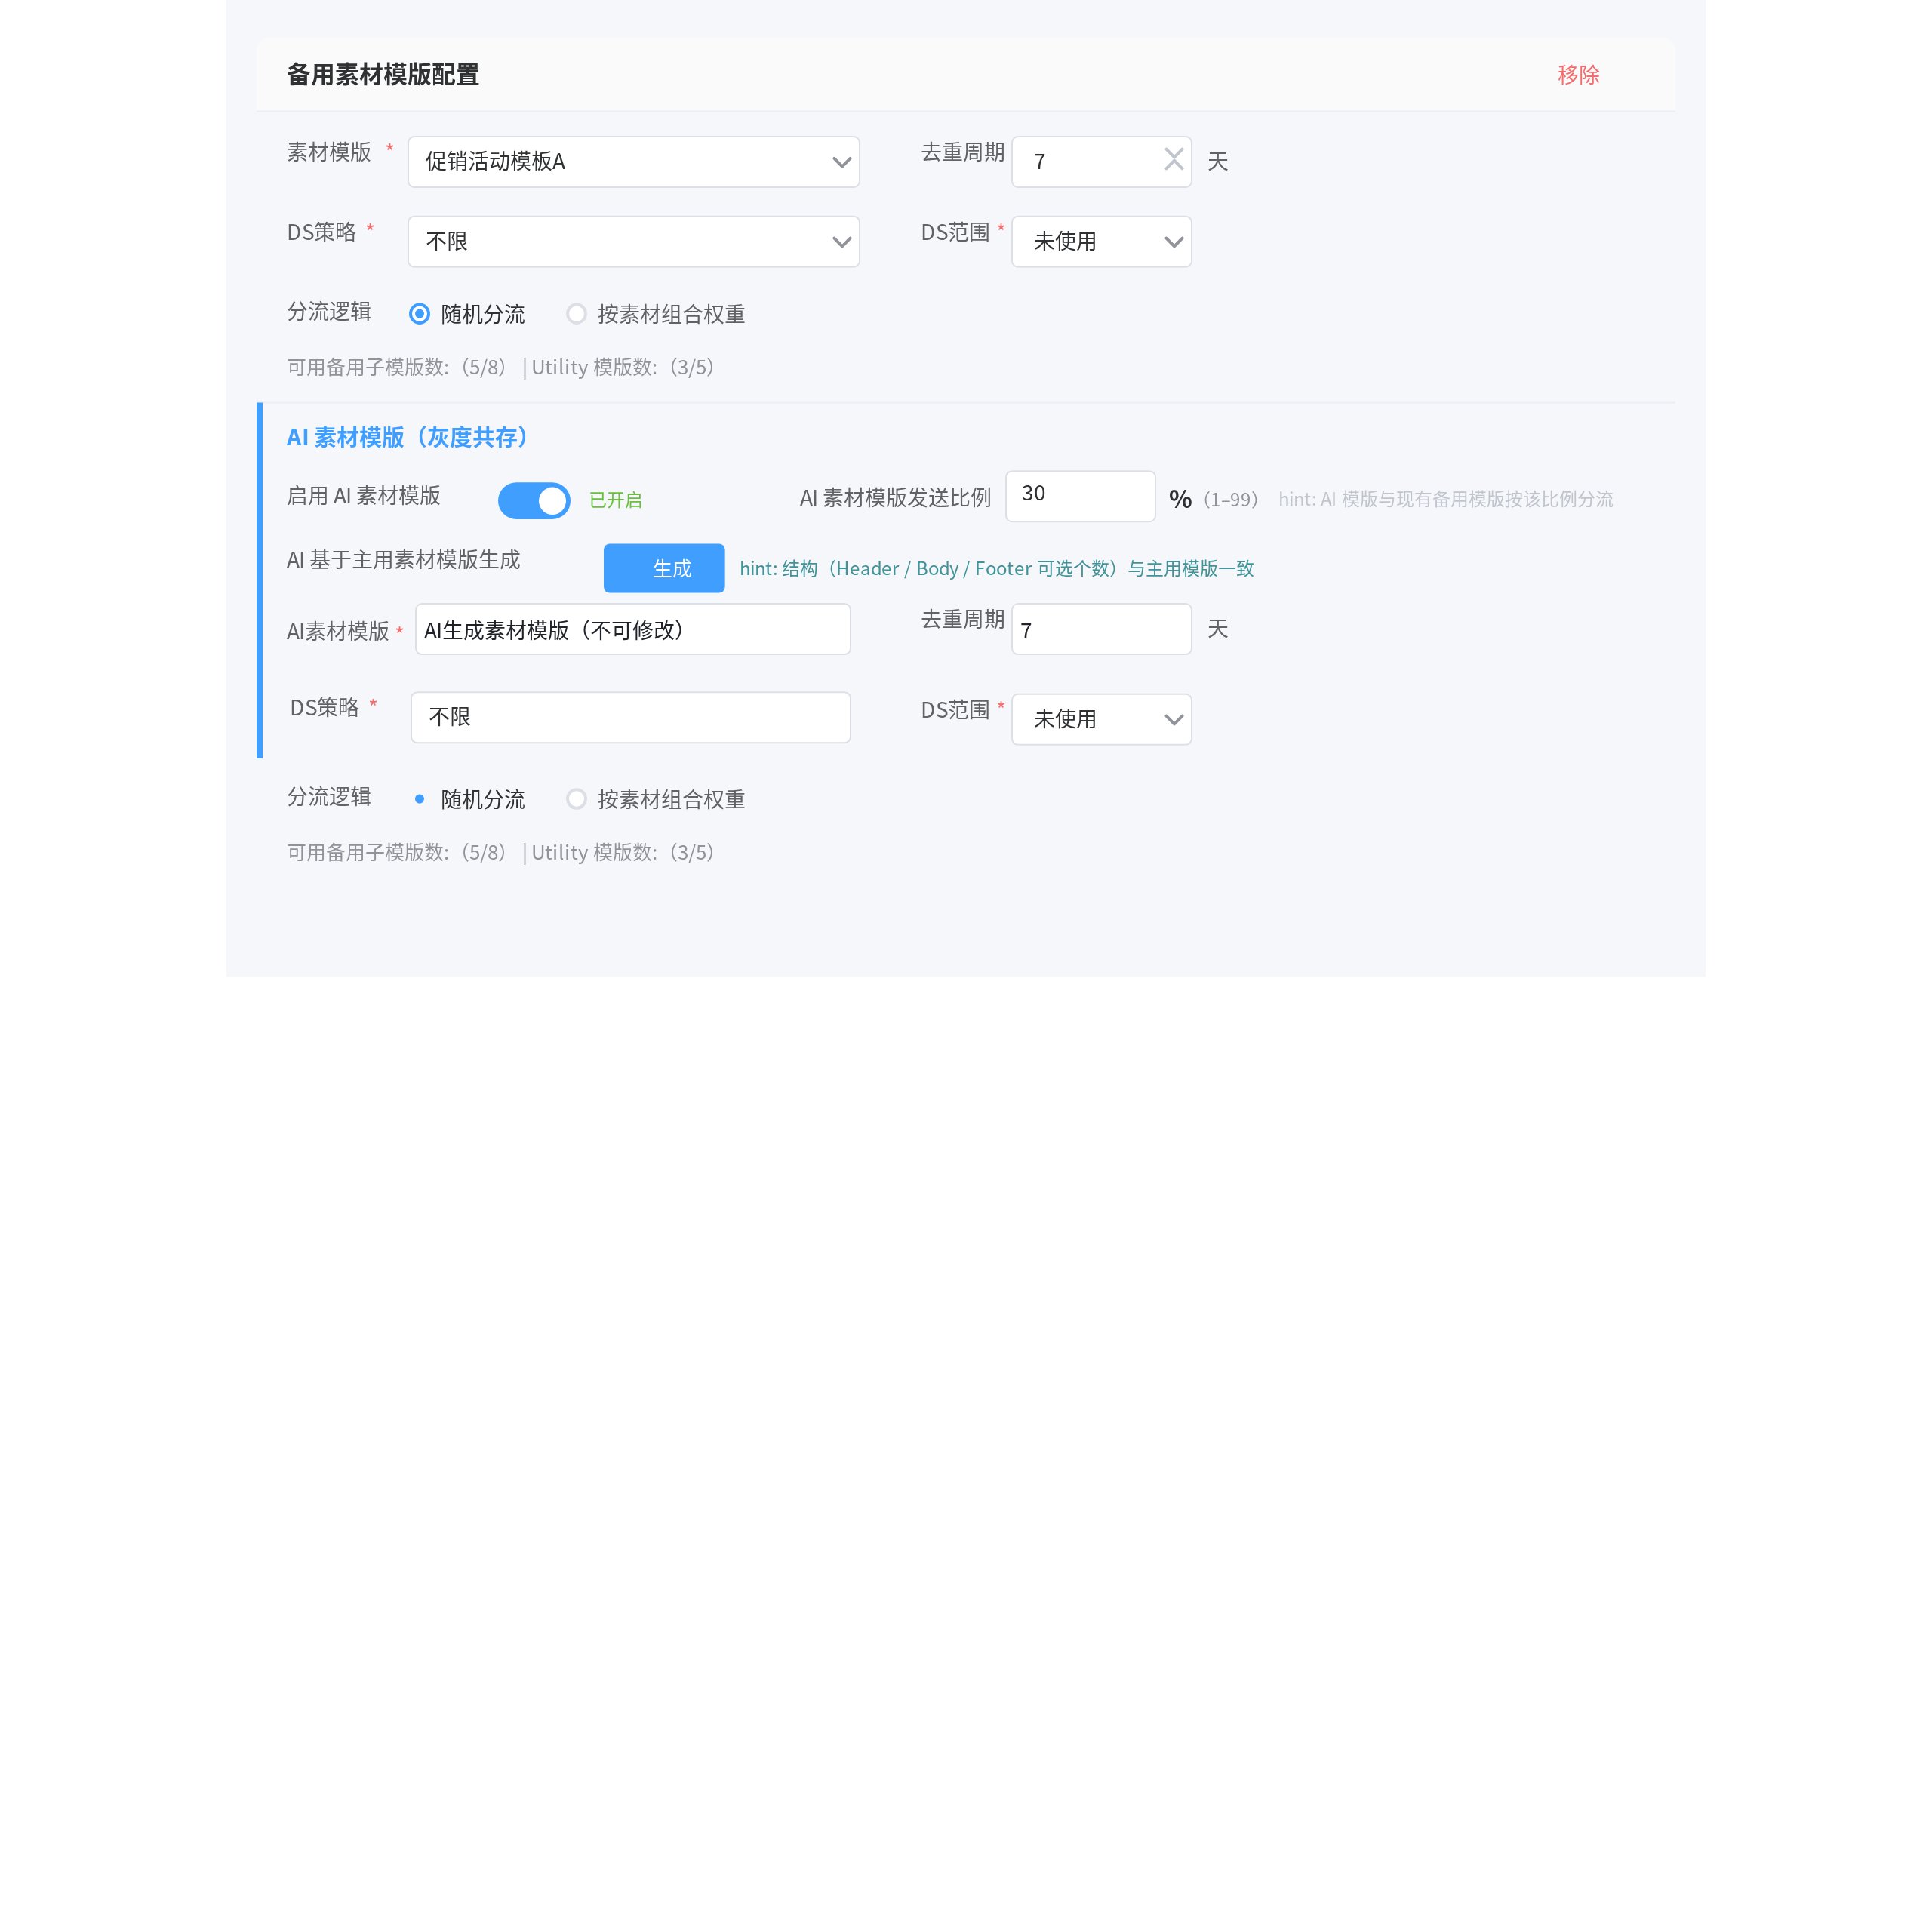 备用素材模版配置 移除
素材模版 * 促销活动模板A 去重周期 7 天
DS策略 * 不限 DS范围 * 未使用
分流逻辑 随机分流 按素材组合权重
可用备用子模版数:（5/8） | Utility 模版数:（3/5）
AI 素材模版（灰度共存）
启用 AI 素材模版 已开启 AI 素材模版发送比例 30 %（1–99） hint: AI 模版与现有备用模版按该比例分流
AI 基于主用素材模版生成 生成 hint: 结构（Header / Body / Footer 可选个数）与主用模版一致
AI素材模版 * AI生成素材模版（不可修改） 去重周期 7 天
DS策略 * 不限 DS范围 * 未使用
分流逻辑 随机分流 按素材组合权重
可用备用子模版数:（5/8） | Utility 模版数:（3/5）